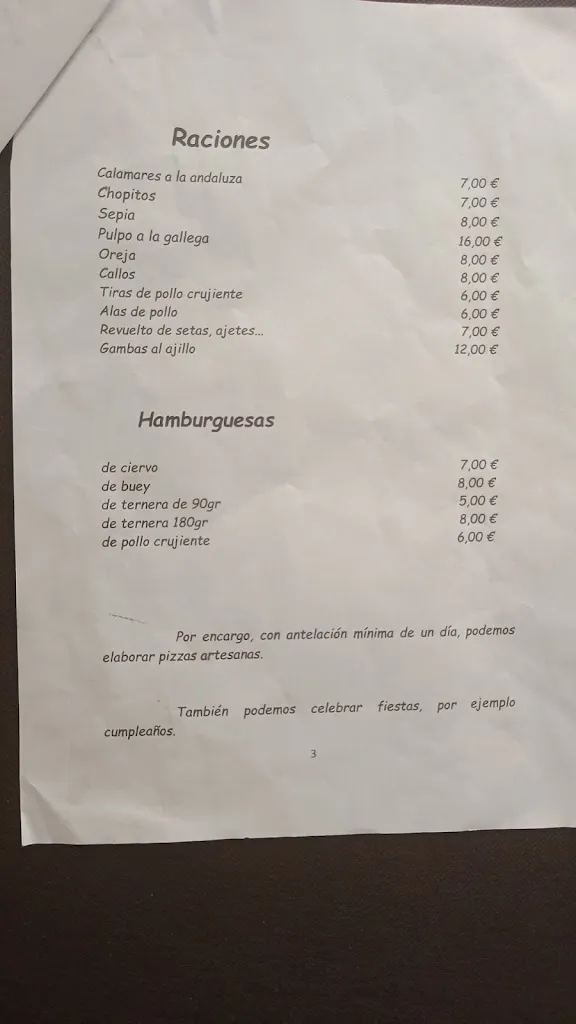 Raciones
Calamares a la andaluza 7,00 €
Chopitos 7,00 €
Sepia 8,00 €
Pulpo a la gallega 16,00 €
Oreja 8,00 €
Callos 8,00 €
Tiras de pollo crujiente 6,00 €
Alas de pollo 6,00 €
Revuelto de setas, ajetes... 7,00 €
Gambas al ajillo 12,00 €
Hamburguesas
de ciervo 7,00 €
de buey 8,00 €
de ternera de 90gr 5,00 €
de ternera 180gr 8,00 €
de pollo crujiente 6,00 €
Por encargo, con antelación mínima de un día, podemos
elaborar pizzas artesanas.
También podemos celebrar fiestas, por ejemplo
cumpleaños.
3